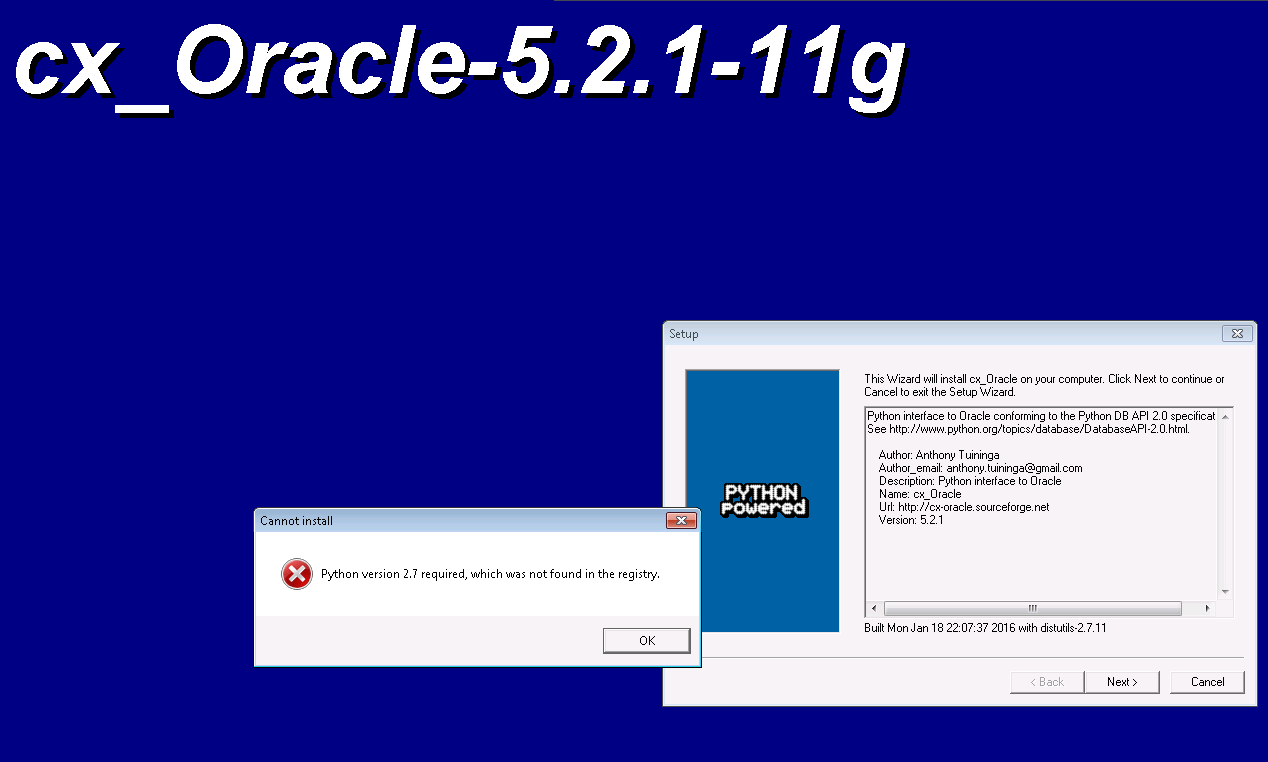 cx_Oracle-5.2.1-11g
Setup
This Wizard will install cx_Oracle on your computer. Click Next to continue or
Cancel to exit the Setup Wizard.
Python interface to Oracle conforming to the Python DB API 2.0 specificat
See http://www.python.org/topics/database/DatabaseAPI-2.0.html.
Author: Anthony Tuininga
Author_email: anthony.tuininga@gmail.com
Description: Python interface to Oracle
Name: cx_Oracle
Url: http://cx-oracle.sourceforge.net
Version: 5.2.1
PYTHON
powered
Built Mon Jan 18 22:07:37 2016 with distutils-2.7.11
< Back
Next >
Cancel
Cannot install
Python version 2.7 required, which was not found in the registry.
OK